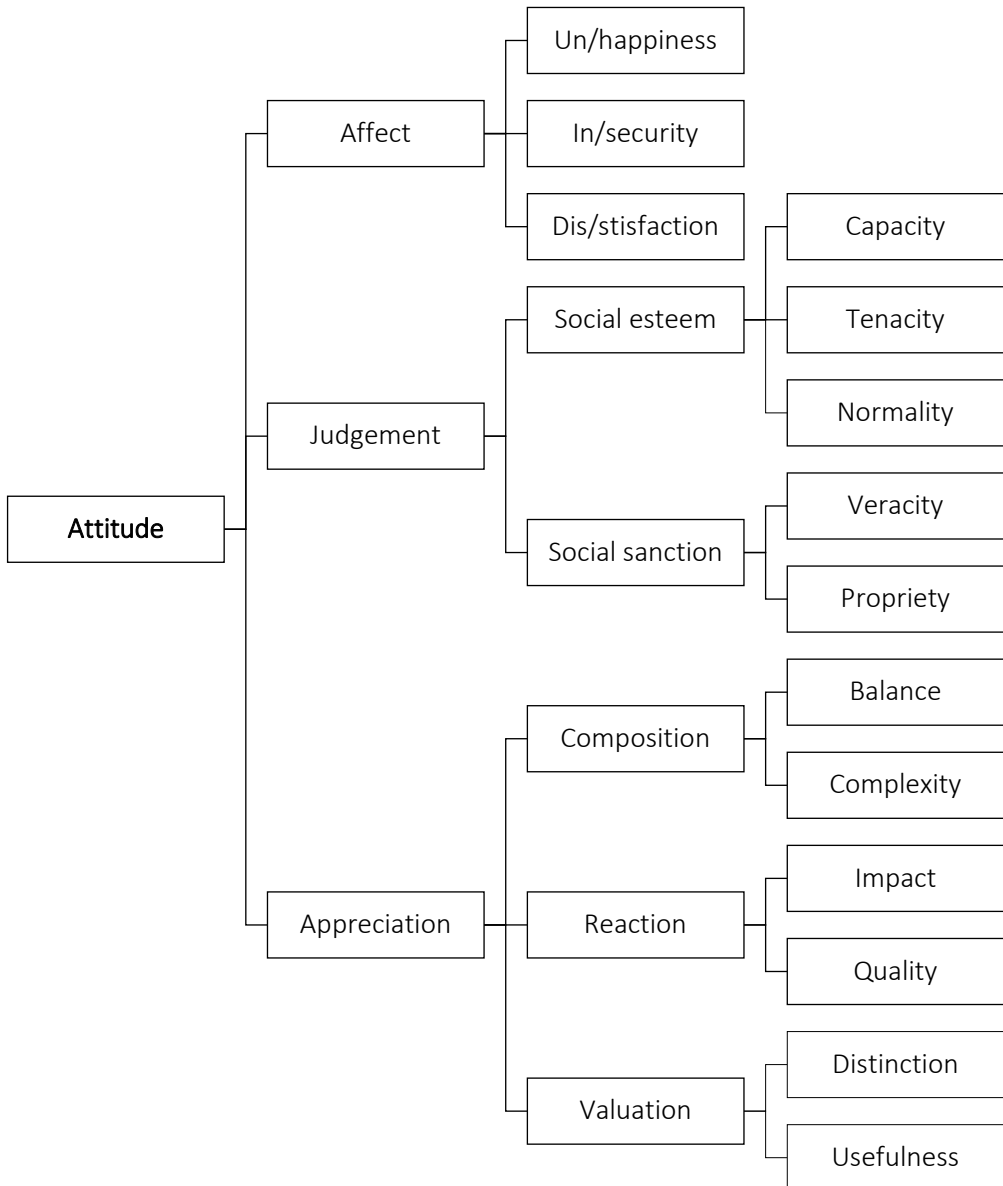 Un/happiness
Affect
In/security
Dis/stisfaction
Capacity
Social esteem
Tenacity
Judgement
Normality
Attitude
Veracity
Social sanction
Propriety
Balance
Composition
Complexity
Impact
Appreciation
Reaction
Quality
Distinction
Valuation
Usefulness